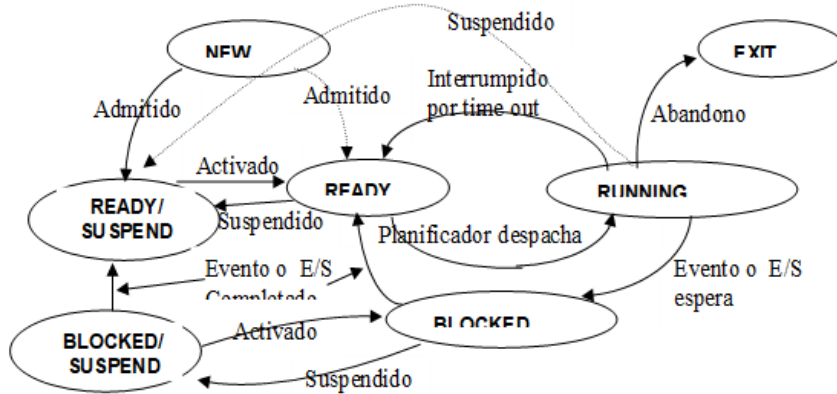 Suspendido
NEW
EXIT
Interrumpido
por time out
Admitido
Admitido
Abandono
Activado
READY
RUNNING
READY/
SUSPEND
Suspendido
Planificador despacha
Evento o E/S
Completado
Evento o E/S
espera
BLOCKED
Activado
BLOCKED/
SUSPEND
Suspendido